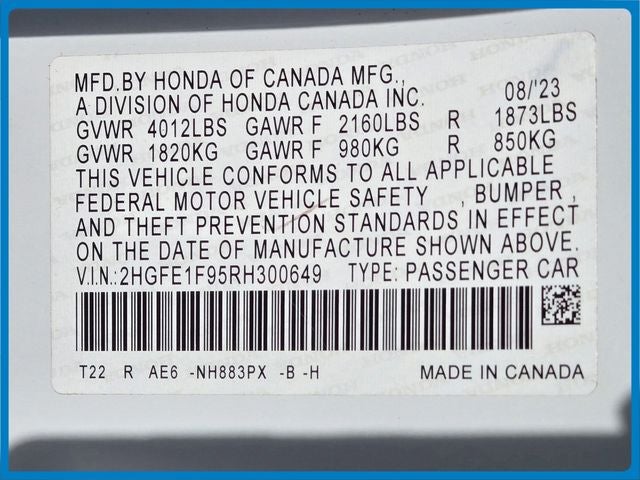 MFD.BY HONDA OF CANADA MFG.,
A DIVISION OF HONDA CANADA INC. 08/'23
GVWR 4012LBS GAWR F 2160LBS R 1873LBS
GVWR 1820KG GAWR F 980KG R 850KG
THIS VEHICLE CONFORMS TO ALL APPLICABLE
FEDERAL MOTOR VEHICLE SAFETY , BUMPER ,
AND THEFT PREVENTION STANDARDS IN EFFECT
ON THE DATE OF MANUFACTURE SHOWN ABOVE.
V.I.N.: 2HGFE1F95RH300649 TYPE: PASSENGER CAR
T22 R AE6 -NH883PX -B -H MADE IN CANADA